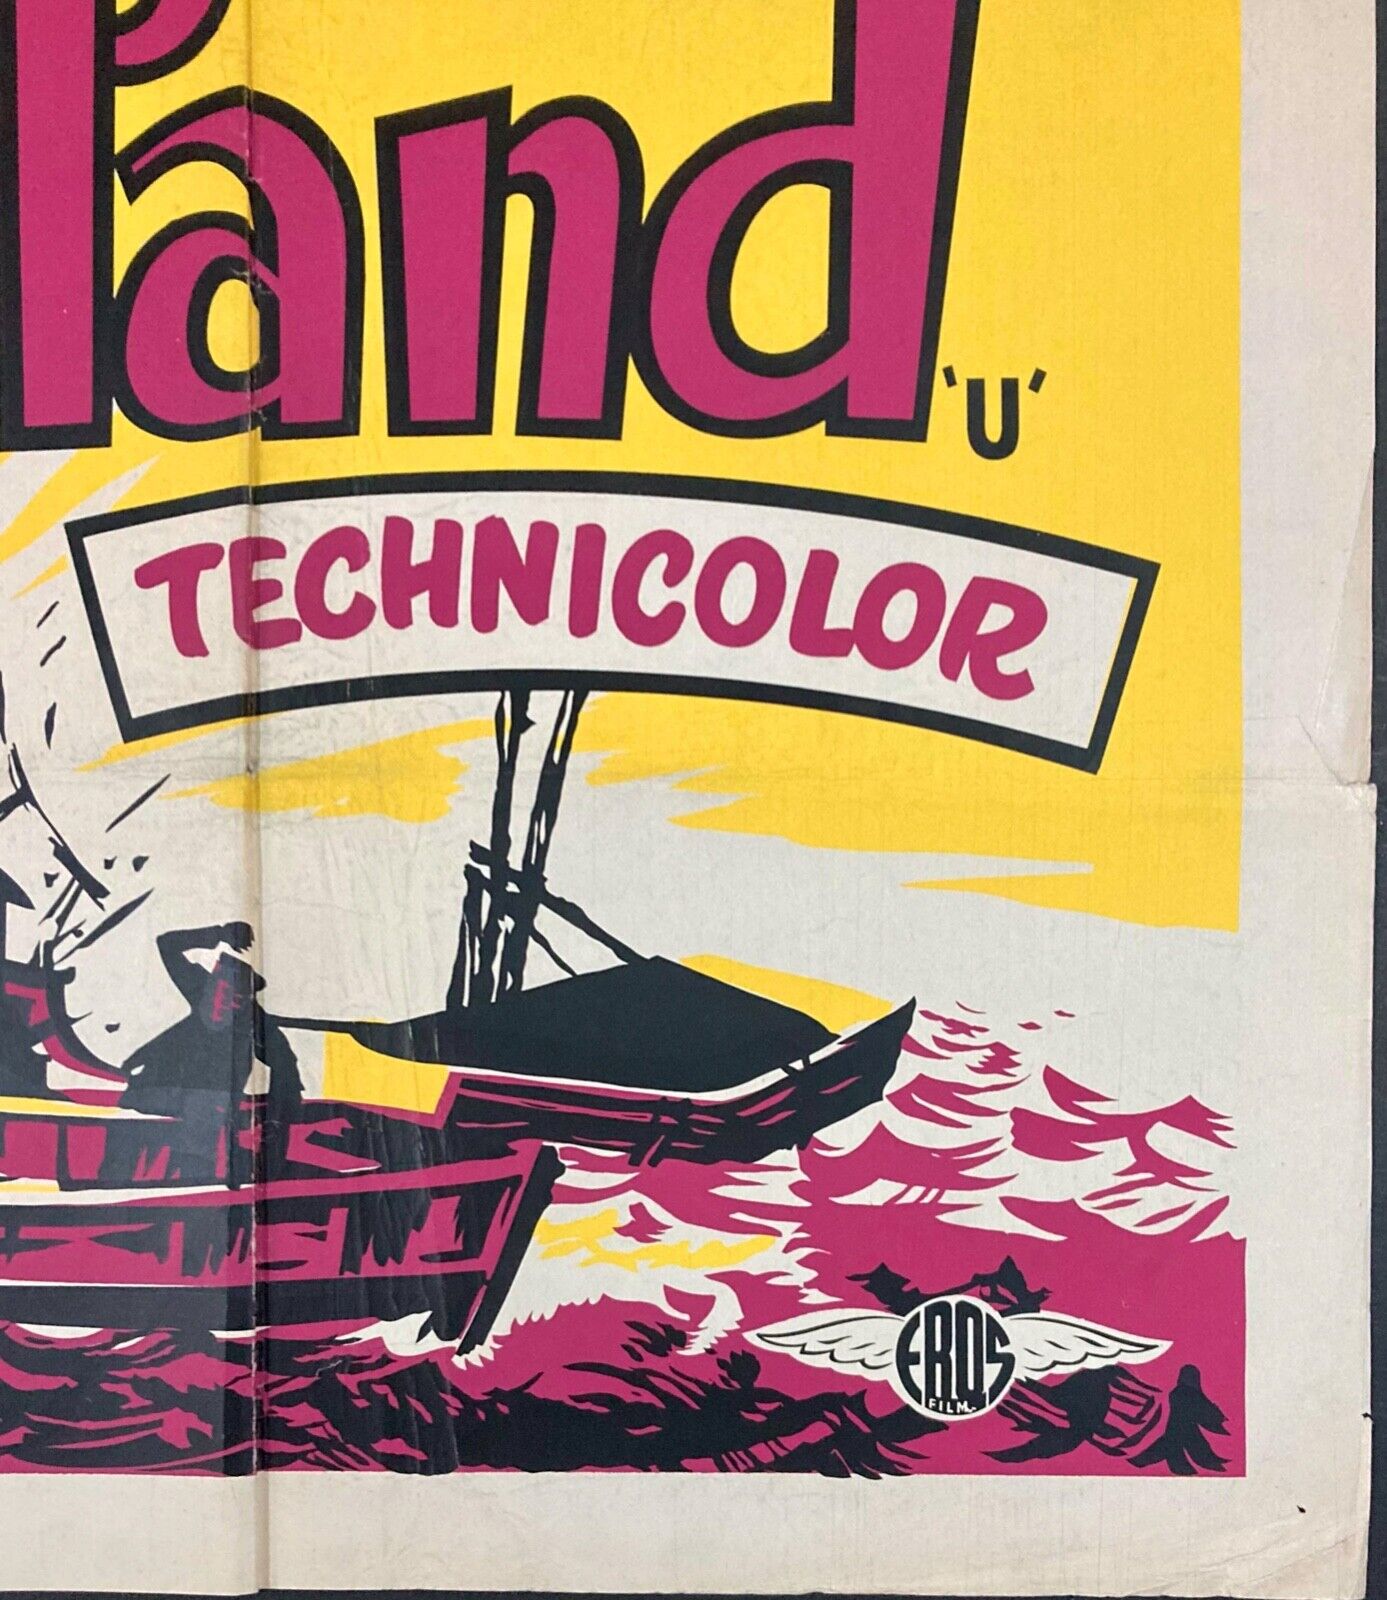 land 'U'
TECHNICOLOR
EROS
FILM